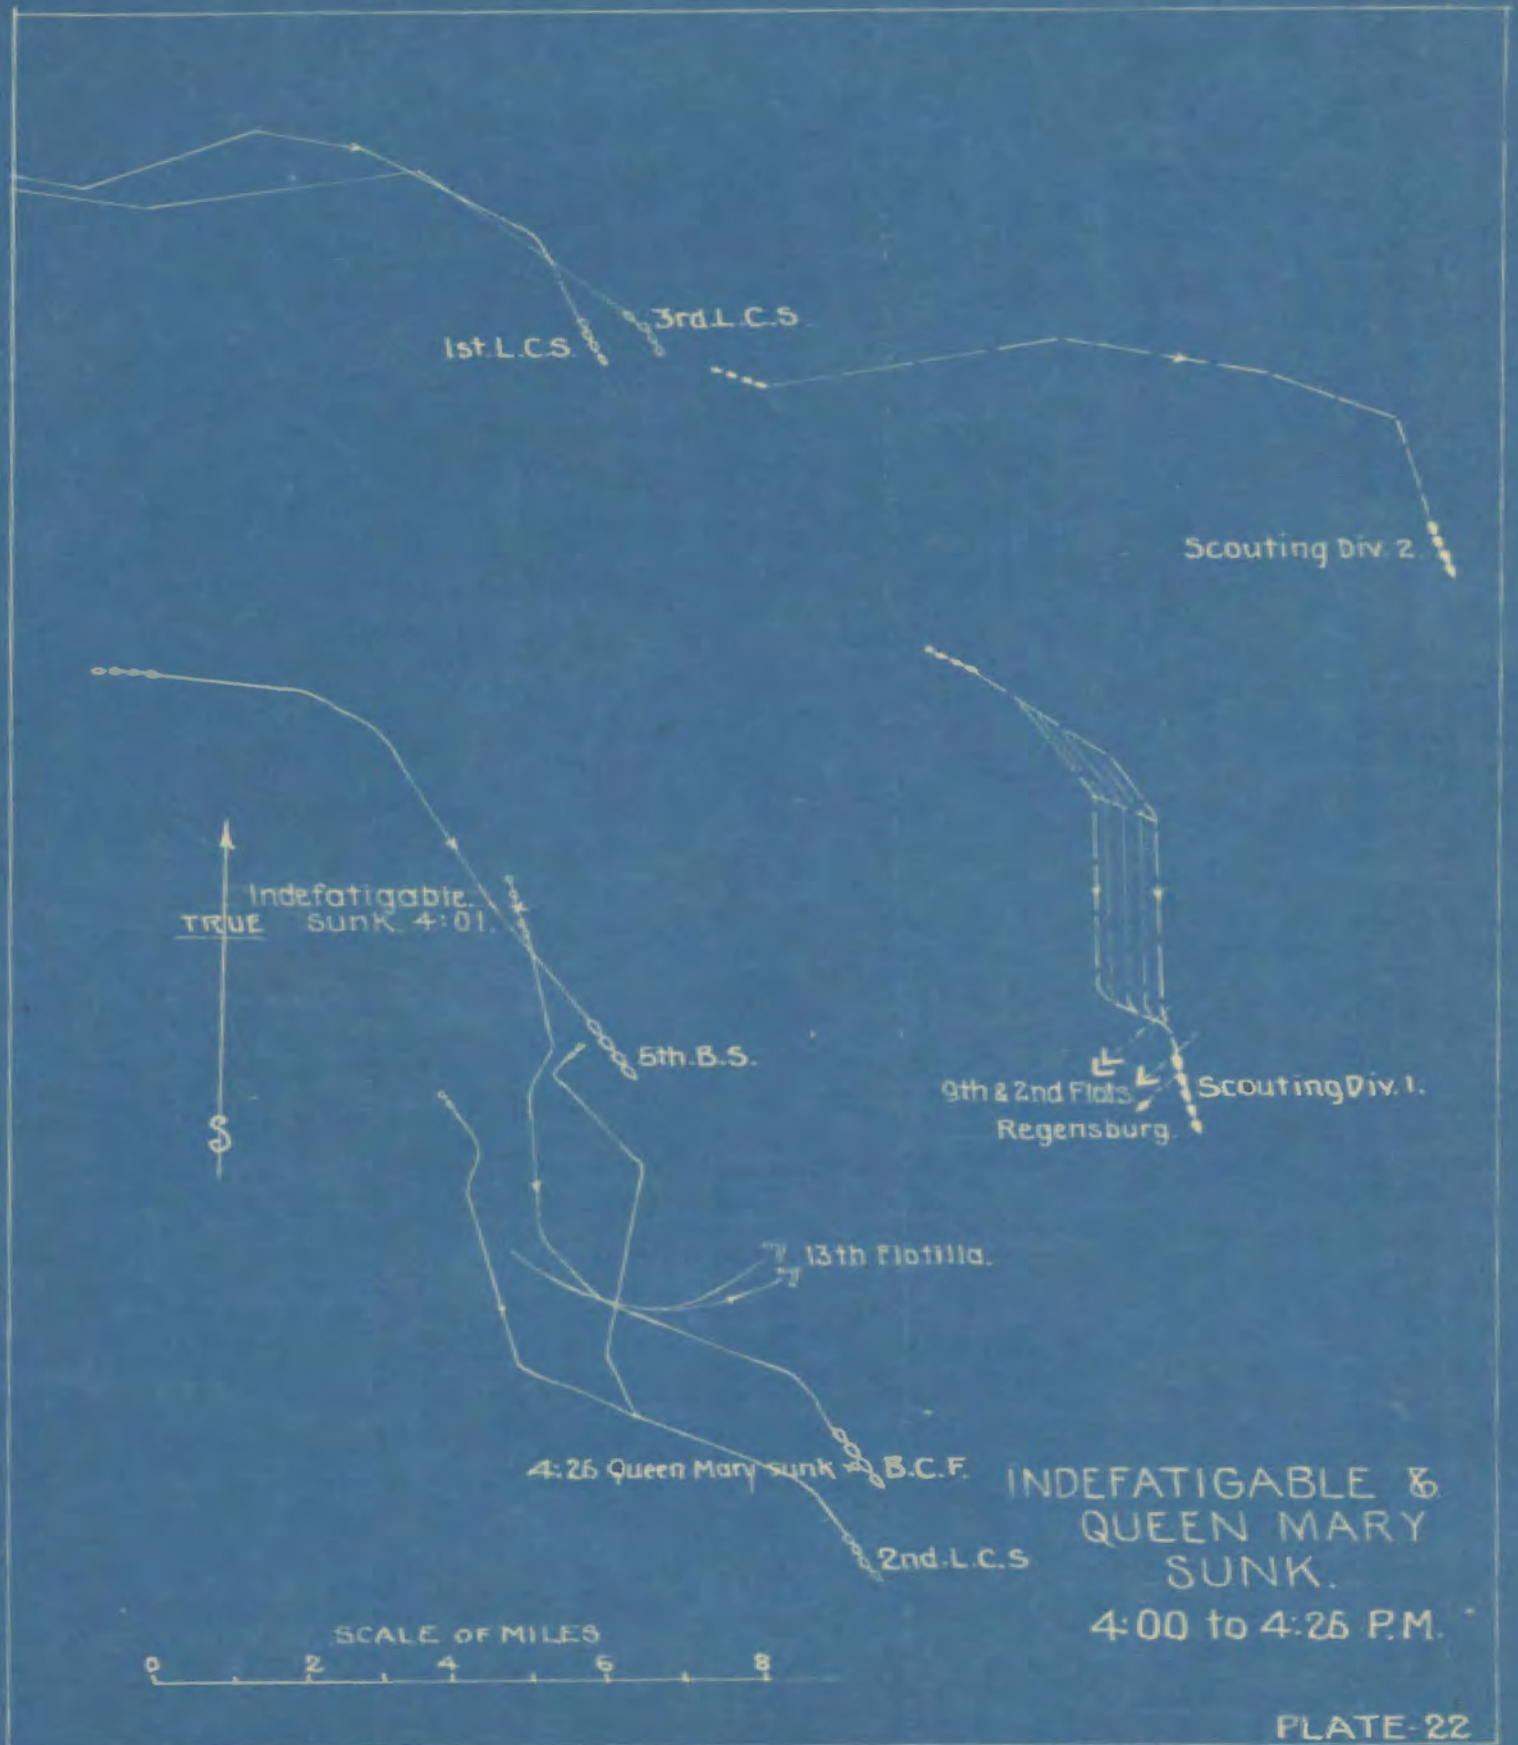 3rd.L.C.S.
1st.L.C.S.
Scouting Div. 2.
Indefatigable.
TRUE sunk 4:01.
S
5th.B.S.
9th & 2nd Flots.
Scouting Div. 1.
Regensburg.
13th Flotilla.
4:26 Queen Mary sunk
B.C.F.
2nd.L.C.S
INDEFATIGABLE &
QUEEN MARY
SUNK.
4:00 to 4:26 P.M.
SCALE OF MILES
0 2 4 6 8
PLATE-22